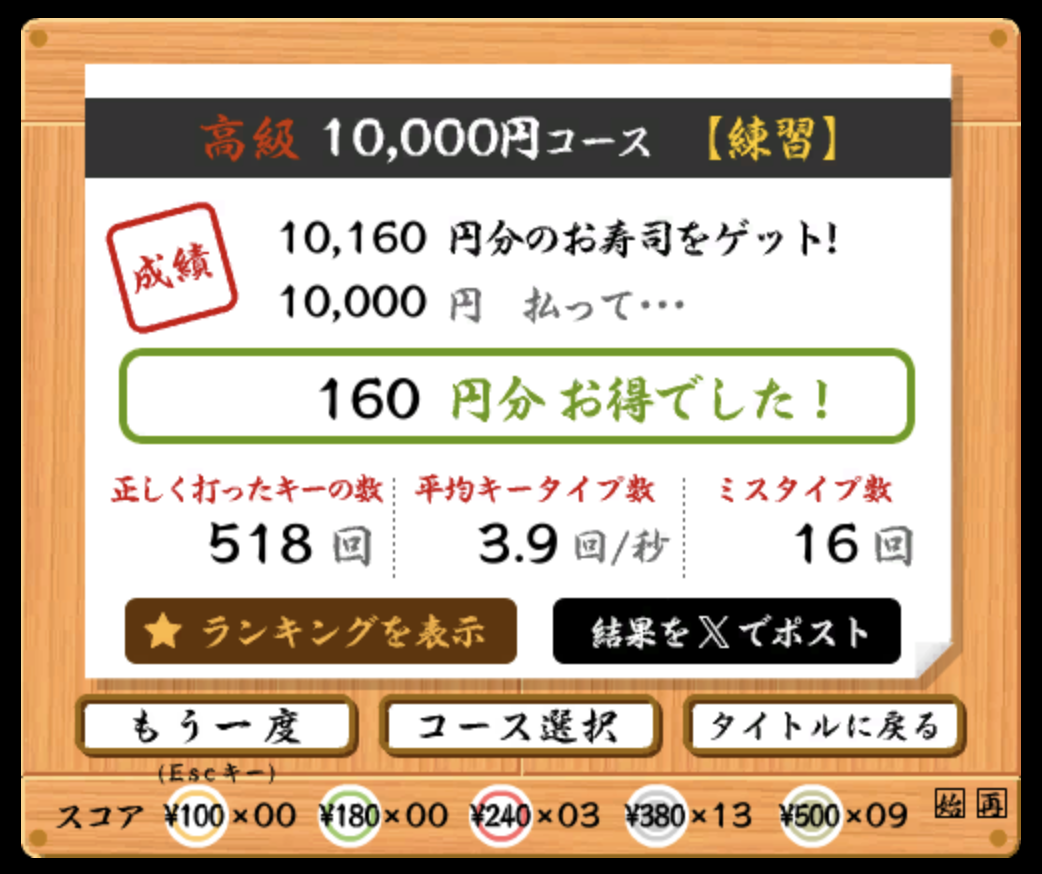 高級 10,000円コース 【練習】
成績
10,160 円分のお寿司をゲット!
10,000 円 払って…
160 円分 お得でした!
正しく打ったキーの数 平均キータイプ数 ミスタイプ数
518 回 3.9 回/秒 16 回
★ ランキングを表示 結果を𝕏でポスト
もう一度 コース選択 タイトルに戻る
(Escキー)
スコア ¥100×00 ¥180×00 ¥240×03 ¥380×13 ¥500×09 始 再